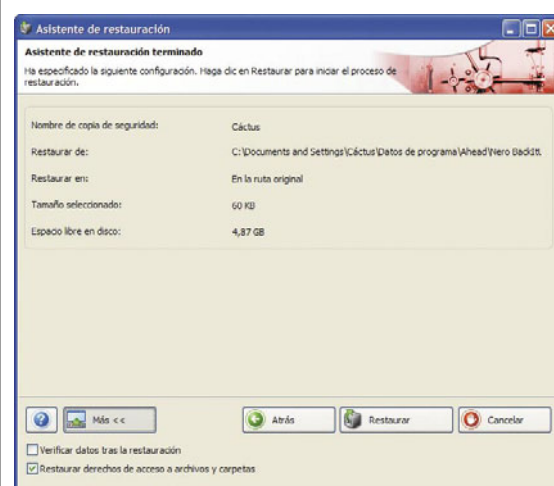 Asistente de restauración
Asistente de restauración terminado
Ha especificado la siguiente configuración. Haga clic en Restaurar para iniciar el proceso de
restauración.
Nombre de copia de seguridad: Cáctus
Restaurar de: C:\Documents and Settings\Cáctus\Datos de programa\Ahead\Nero BackIt
Restaurar en: En la ruta original
Tamaño seleccionado: 60 KB
Espacio libre en disco: 4,87 GB
Más << Atrás Restaurar Cancelar
Verificar datos tras la restauración
Restaurar derechos de acceso a archivos y carpetas